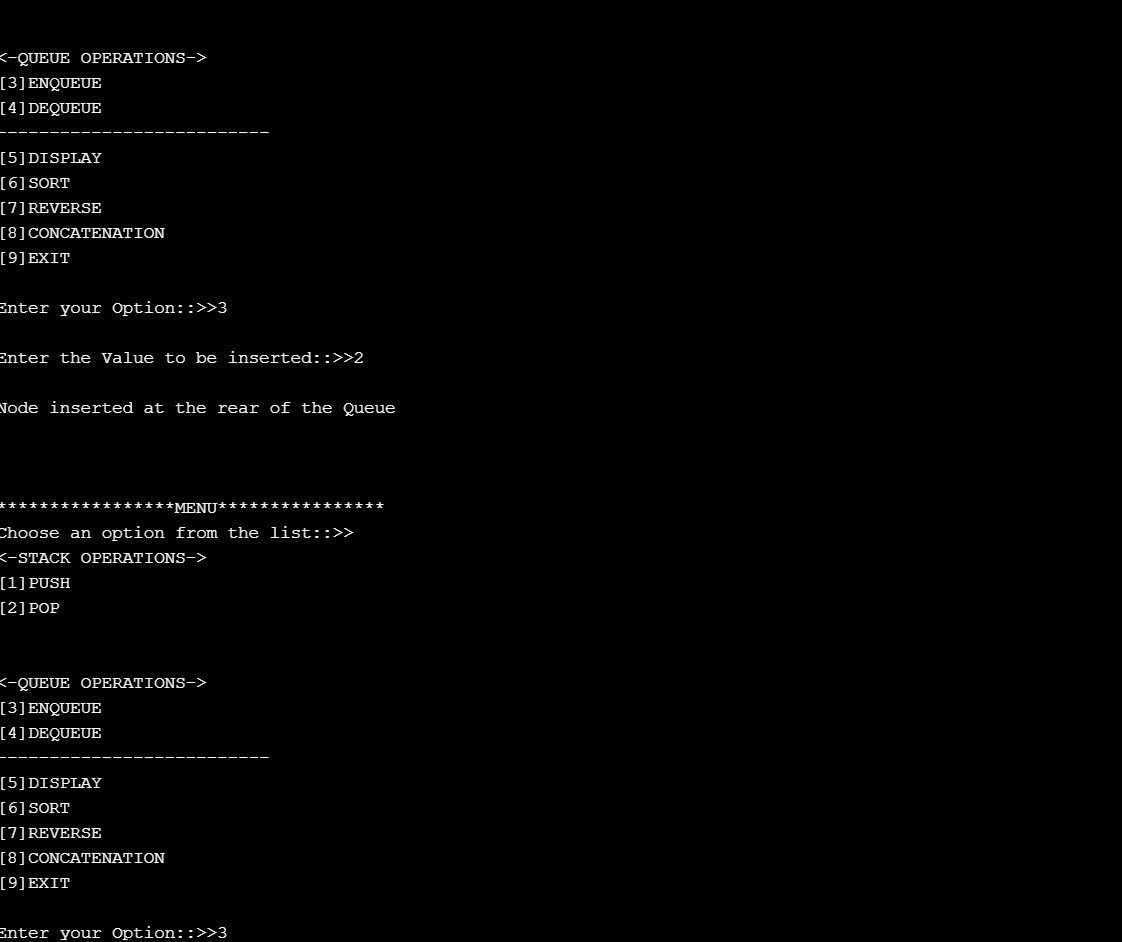 <-QUEUE OPERATIONS->
[3]ENQUEUE
[4]DEQUEUE
--------------------------
[5]DISPLAY
[6]SORT
[7]REVERSE
[8]CONCATENATION
[9]EXIT
Enter your Option::>>3
Enter the Value to be inserted::>>2
Node inserted at the rear of the Queue
*****************MENU****************
Choose an option from the list::>>
<-STACK OPERATIONS->
[1]PUSH
[2]POP
<-QUEUE OPERATIONS->
[3]ENQUEUE
[4]DEQUEUE
--------------------------
[5]DISPLAY
[6]SORT
[7]REVERSE
[8]CONCATENATION
[9]EXIT
Enter your Option::>>3